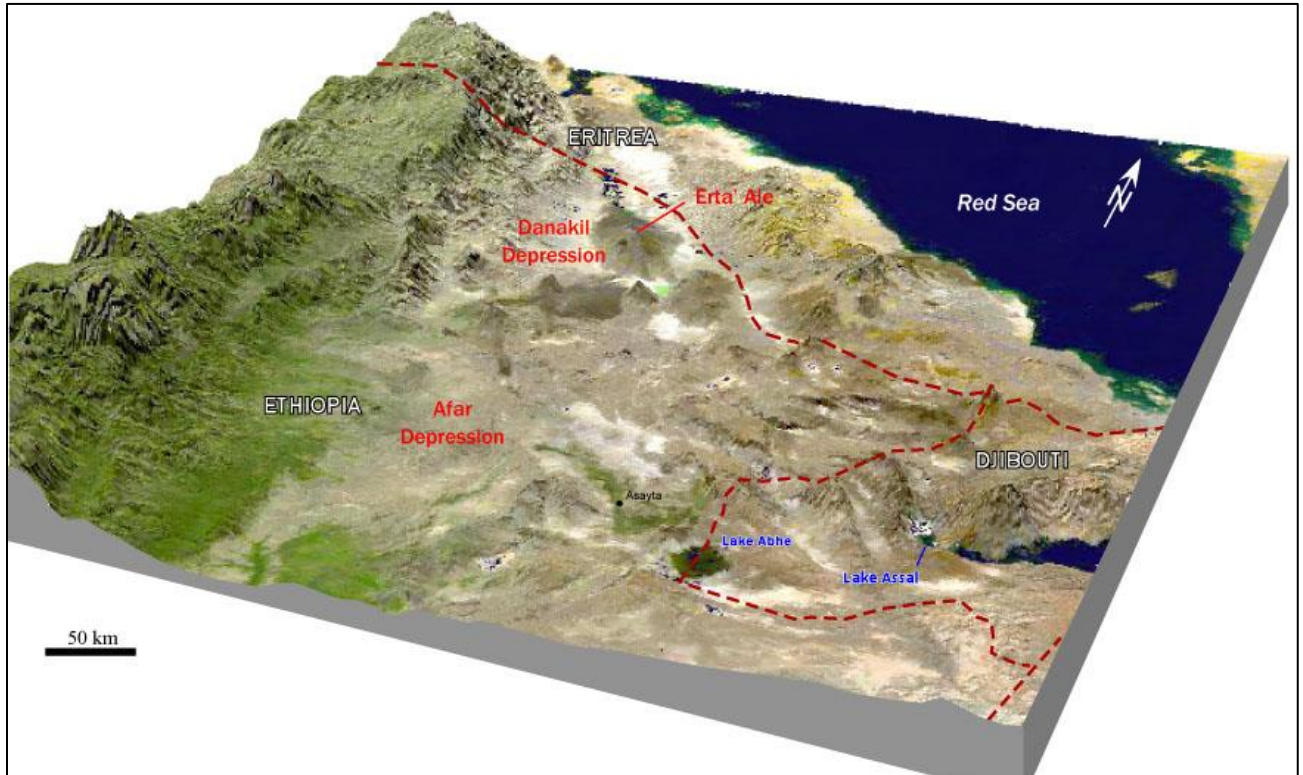 ERITREA
Erta' Ale
Red Sea
N
Danakil
Depression
ETHIOPIA
Afar
Depression
DJIBOUTI
Asayta
Lake Abhe
Lake Assal
50 km